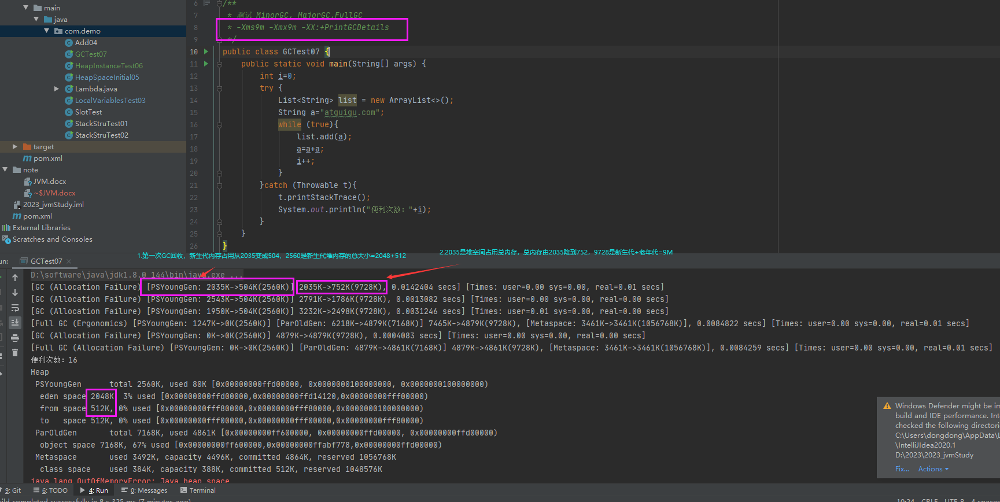 main
java
com.demo
Add04
GCTest07
HeapInstanceTest06
HeapSpaceInitial05
Lambda.java
LocalVariablesTest03
SlotTest
StackStruTest01
StackStruTest02
target
pom.xml
note
JVM.docx
~$JVM.docx
2023_jvmStudy.iml
pom.xml
External Libraries
Scratches and Consoles
6 /**
7 * 测试 MinorGC, MajorGC,FullGC
8 * -Xms9m -Xmx9m -XX:+PrintGCDetails
9 */
10 public class GCTest07 {
11 public static void main(String[] args) {
12 int i=0;
13 try {
14 List<String> list = new ArrayList<>();
15 String a="atguigu.com";
16 while (true){
17 list.add(a);
18 a=a+a;
19 i++;
20 }
21 }catch (Throwable t){
22 t.printStackTrace();
23 System.out.println("便利次数: "+i);
24 }
25 }
26 }
1.第一次GC回收，新生代内存占用从2035变成504，2560是新生代堆内存的总大小=2048+512
2.2035是堆空间占用总内存，总内存由2035降到752，9728是新生代+老年代=9M
un: GCTest07 ×
D:\software\java\jdk1.8.0_144\bin\java.exe ...
[GC (Allocation Failure) [PSYoungGen: 2035K->504K(2560K)] 2035K->752K(9728K), 0.0142404 secs] [Times: user=0.00 sys=0.00, real=0.01 secs]
[GC (Allocation Failure) [PSYoungGen: 2543K->504K(2560K)] 2791K->1786K(9728K), 0.0013082 secs] [Times: user=0.00 sys=0.00, real=0.00 secs]
[GC (Allocation Failure) [PSYoungGen: 1950K->504K(2560K)] 3232K->2498K(9728K), 0.0031246 secs] [Times: user=0.01 sys=0.00, real=0.00 secs]
[Full GC (Ergonomics) [PSYoungGen: 1247K->0K(2560K)] [ParOldGen: 6218K->4879K(7168K)] 7465K->4879K(9728K), [Metaspace: 3461K->3461K(1056768K)], 0.0084822 secs] [Times: user=0.00 sys=0.00, real=0.01 secs]
[GC (Allocation Failure) [PSYoungGen: 0K->0K(2560K)] 4879K->4879K(9728K), 0.0004083 secs] [Times: user=0.00 sys=0.00, real=0.00 secs]
[Full GC (Allocation Failure) [PSYoungGen: 0K->0K(2560K)] [ParOldGen: 4879K->4861K(7168K)] 4879K->4861K(9728K), [Metaspace: 3461K->3461K(1056768K)], 0.0084259 secs] [Times: user=0.00 sys=0.00, real=0.01 secs]
便利次数: 16
Heap
PSYoungGen total 2560K, used 80K [0x00000000ffd00000, 0x0000000100000000, 0x0000000100000000)
eden space 2048K, 3% used [0x00000000ffd00000,0x00000000ffd14120,0x00000000fff00000)
from space 512K, 0% used [0x00000000fff80000,0x00000000fff80000,0x0000000100000000)
to space 512K, 0% used [0x00000000fff00000,0x00000000fff00000,0x00000000fff80000)
ParOldGen total 7168K, used 4861K [0x00000000ff600000, 0x00000000ffd00000, 0x00000000ffd00000)
object space 7168K, 67% used [0x00000000ff600000,0x00000000ffabf778,0x00000000ffd00000)
Metaspace used 3492K, capacity 4496K, committed 4864K, reserved 1056768K
class space used 384K, capacity 388K, committed 512K, reserved 1048576K
java.lang.OutOfMemoryError: Java heap space
Windows Defender might be im
build and IDE performance. Int
checked the following directori
C:\Users\dongdong\AppData\L
\IntelliJIdea2020.1
D:\2023\2023_jvmStudy
Fix... Actions
9: Git 6: TODO 4: Run 0: Messages Terminal
uild completed successfully in 8 s 325 ms (7 minutes ago) 10:24 CRLF UTF-8 4 spaces